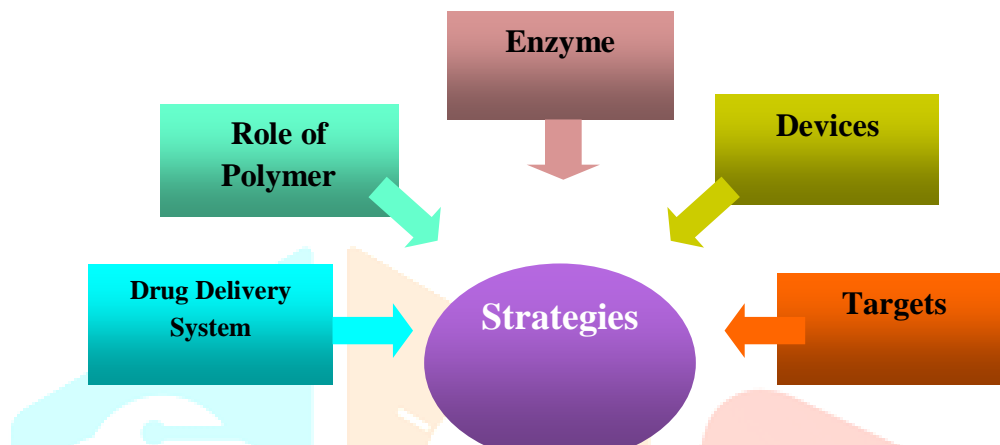 Enzyme
Role of
Polymer
Devices
Drug Delivery
System
Strategies
Targets